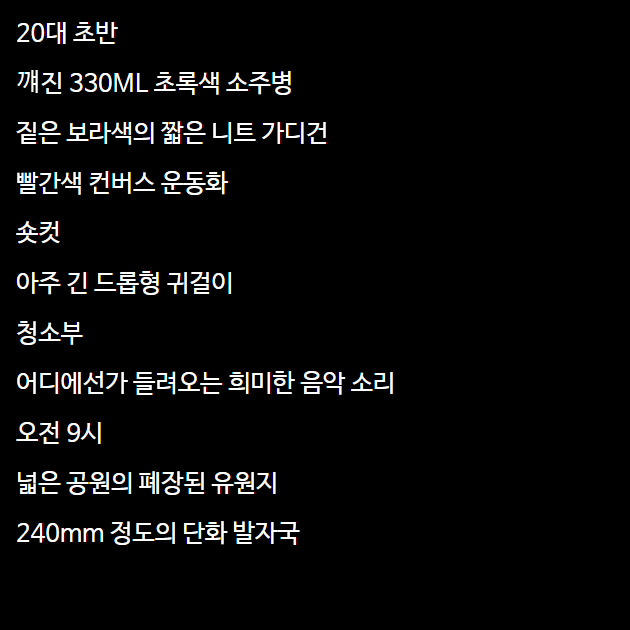 20대 초반
꺠진 330ML 초록색 소주병
짙은 보라색의 짧은 니트 가디건
빨간색 컨버스 운동화
숏컷
아주 긴 드롭형 귀걸이
청소부
어디에선가 들려오는 희미한 음악 소리
오전 9시
넓은 공원의 폐장된 유원지
240mm 정도의 단화 발자국